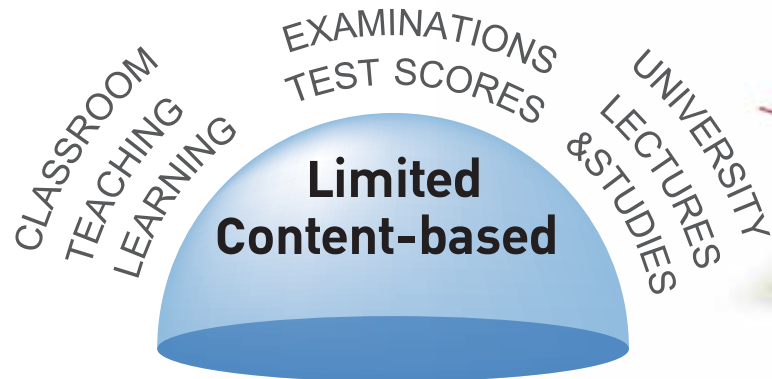 CLASSROOM
TEACHING
LEARNING
EXAMINATIONS
TEST SCORES
UNIVERSITY
LECTURES
&STUDIES
Limited
Content-based